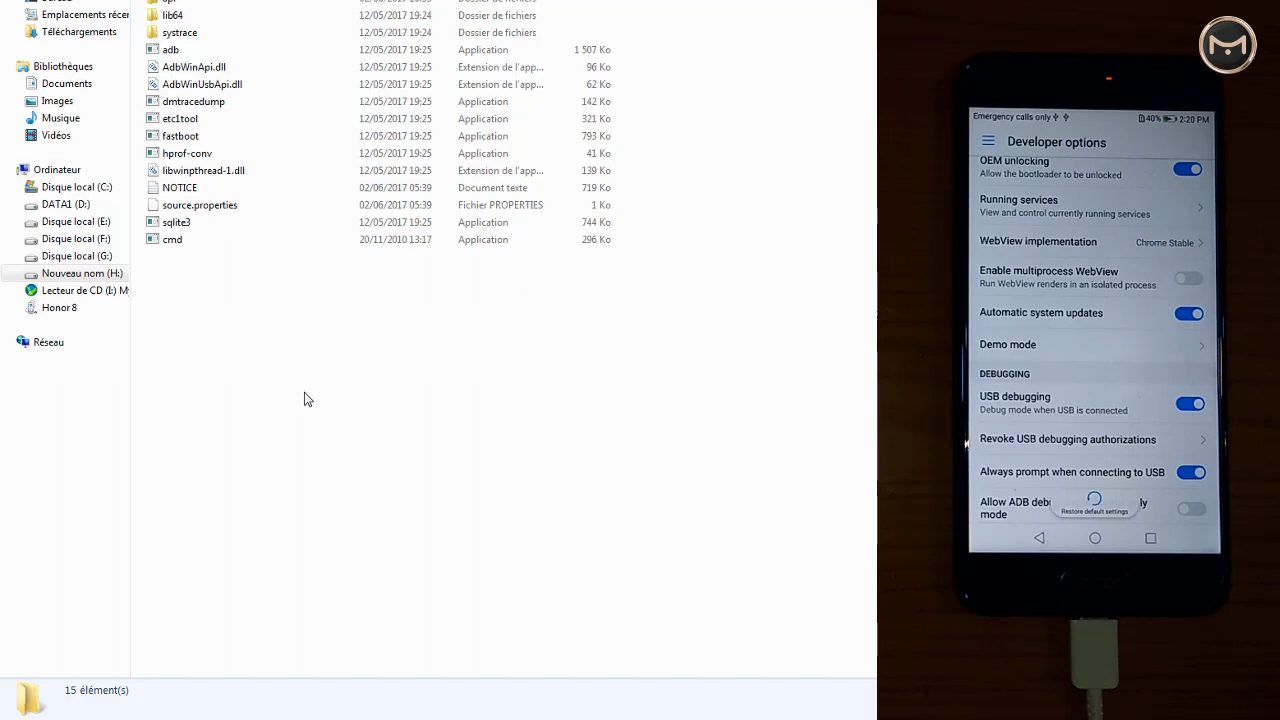 Emplacements récer
Téléchargements
Bibliothèques
Documents
Images
Musique
Vidéos
Ordinateur
Disque local (C:)
DATA1 (D:)
Disque local (E:)
Disque local (F:)
Disque local (G:)
Nouveau nom (H:)
Lecteur de CD (I:) My
Honor 8
Réseau
lib64 12/05/2017 19:24 Dossier de fichiers
systrace 12/05/2017 19:24 Dossier de fichiers
adb 12/05/2017 19:25 Application 1 507 Ko
AdbWinApi.dll 12/05/2017 19:25 Extension de l'app... 96 Ko
AdbWinUsbApi.dll 12/05/2017 19:25 Extension de l'app... 62 Ko
dmtracedump 12/05/2017 19:25 Application 142 Ko
etc1tool 12/05/2017 19:25 Application 321 Ko
fastboot 12/05/2017 19:25 Application 793 Ko
hprof-conv 12/05/2017 19:25 Application 41 Ko
libwinpthread-1.dll 12/05/2017 19:25 Extension de l'app... 139 Ko
NOTICE 02/06/2017 05:39 Document texte 719 Ko
source.properties 02/06/2017 05:39 Fichier PROPERTIES 1 Ko
sqlite3 12/05/2017 19:25 Application 744 Ko
cmd 20/11/2010 13:17 Application 296 Ko
15 élément(s)
Emergency calls only 40% 2:20 PM
Developer options
OEM unlocking
Allow the bootloader to be unlocked
Running services
View and control currently running services
WebView implementation Chrome Stable
Enable multiprocess WebView
Run WebView renders in an isolated process
Automatic system updates
Demo mode
DEBUGGING
USB debugging
Debug mode when USB is connected
Revoke USB debugging authorizations
Always prompt when connecting to USB
Allow ADB debu ly
mode
Restore default settings